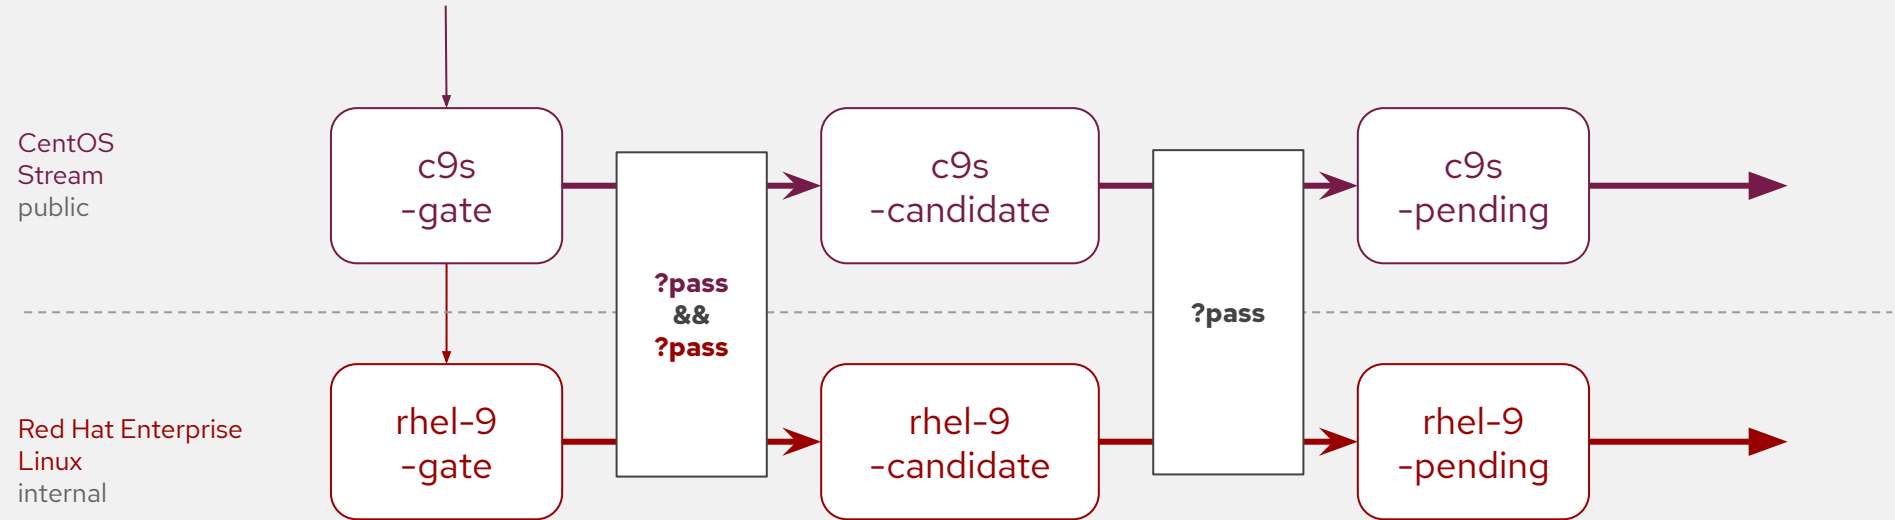 CentOS
Stream
public
c9s
-gate
c9s
-candidate
c9s
-pending
?pass
&&
?pass
?pass
Red Hat Enterprise
Linux
internal
rhel-9
-gate
rhel-9
-candidate
rhel-9
-pending